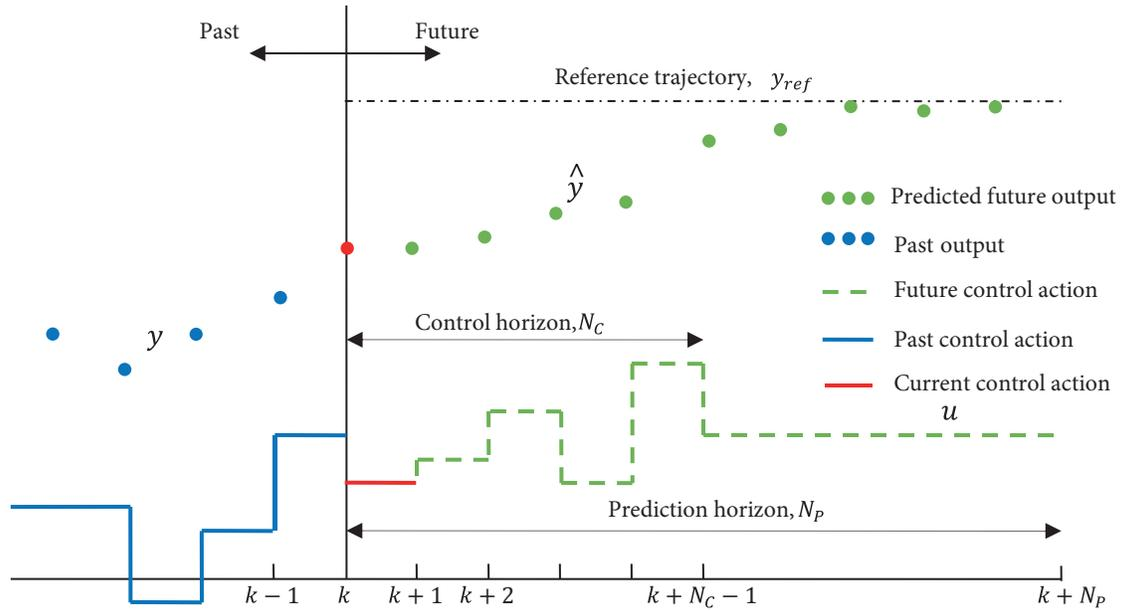 Past Future
Reference trajectory, y_ref
ŷ
Predicted future output
Past output
Future control action
Past control action
Current control action
y
Control horizon, N_C
u
Prediction horizon, N_P
k − 1 k k + 1 k + 2 k + N_C − 1 k + N_P